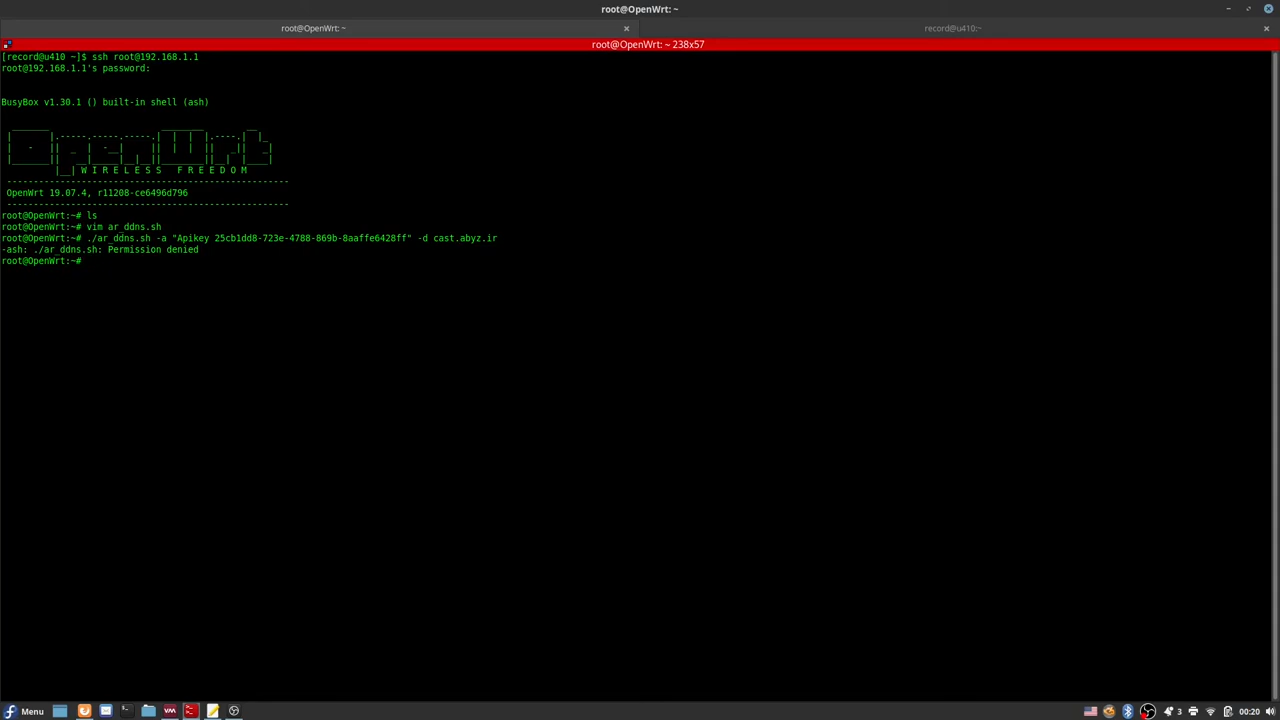 root@OpenWrt: ~
root@OpenWrt: ~
record@u410:~
root@OpenWrt: ~ 238x57
[record@u410 ~]$ ssh root@192.168.1.1
root@192.168.1.1's password:
BusyBox v1.30.1 () built-in shell (ash)
OpenWrt
W I R E L E S S   F R E E D O M
-----------------------------------------------------
OpenWrt 19.07.4, r11208-ce6496d796
-----------------------------------------------------
root@OpenWrt:~# ls
root@OpenWrt:~# vim ar_ddns.sh
root@OpenWrt:~# ./ar_ddns.sh -a "Apikey 25cb1dd8-723e-4788-869b-8aaffe6428ff" -d cast.abyz.ir
-ash: ./ar_ddns.sh: Permission denied
root@OpenWrt:~#
Menu
3
00:20